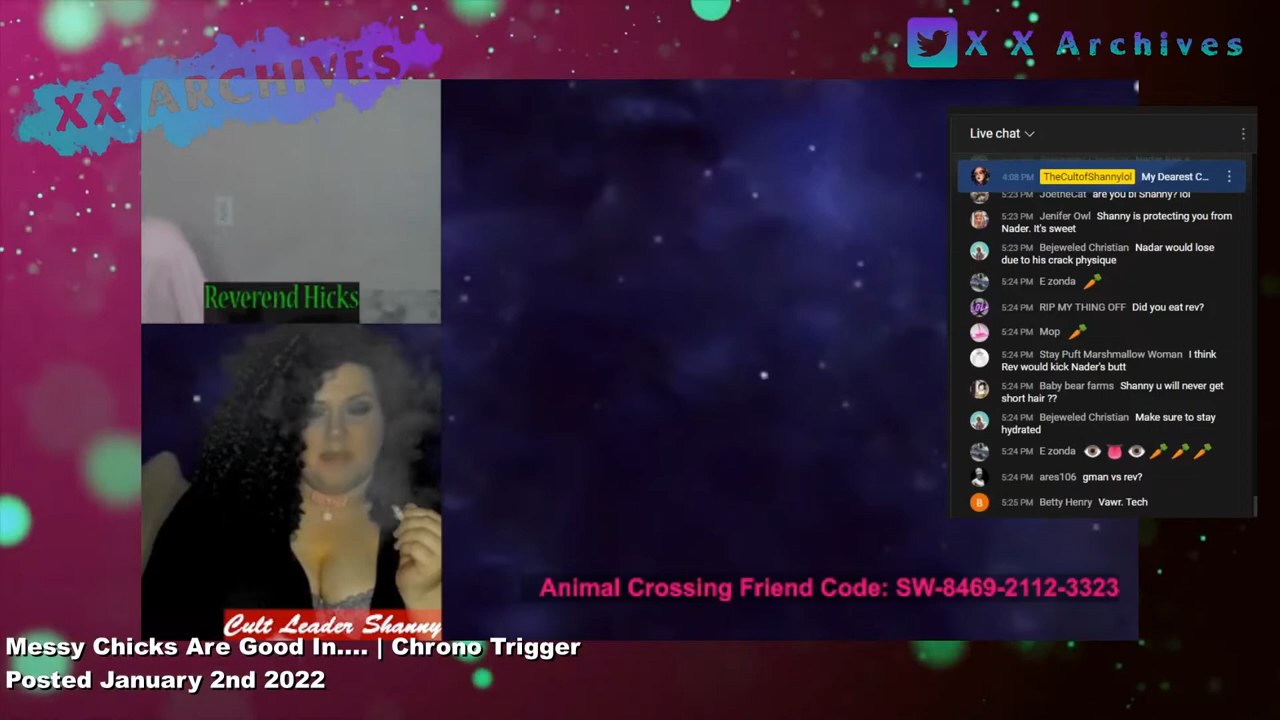 XX ARCHIVES
X X Archives
Live chat
4:08 PM TheCultofShannylol My Dearest C...
5:23 PM JoetheCat are you bi Shanny? lol
5:23 PM Jenifer Owl Shanny is protecting you from
Nader. It's sweet
5:23 PM Bejeweled Christian Nadar would lose
due to his crack physique
5:24 PM E zonda 🥕
5:24 PM RIP MY THING OFF Did you eat rev?
5:24 PM Mop 🥕
5:24 PM Stay Puft Marshmallow Woman I think
Rev would kick Nader's butt
5:24 PM Baby bear farms Shanny u will never get
short hair ??
5:24 PM Bejeweled Christian Make sure to stay
hydrated
5:24 PM E zonda 👁👅👁🥕🥕🥕
5:24 PM ares106 gman vs rev?
B 5:25 PM Betty Henry Vawr. Tech
Reverend Hicks
Animal Crossing Friend Code: SW-8469-2112-3323
Cult Leader Shanny
Messy Chicks Are Good In.... | Chrono Trigger
Posted January 2nd 2022